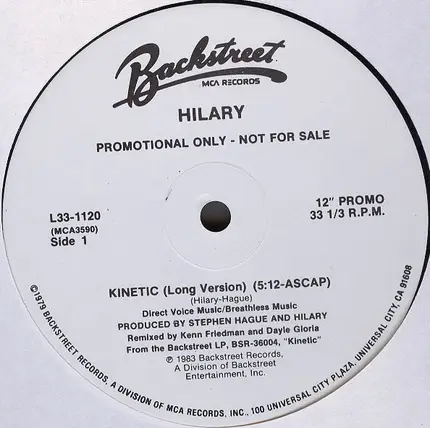 Backstreet
MCA RECORDS
HILARY
PROMOTIONAL ONLY - NOT FOR SALE
L33-1120
(MCA3590)
Side 1
12" PROMO
33 1/3 R.P.M.
KINETIC (Long Version) (5:12-ASCAP)
(Hilary-Hague)
Direct Voice Music/Breathless Music
PRODUCED BY STEPHEN HAGUE AND HILARY
Remixed by Kenn Friedman and Dayle Gloria
From the Backstreet LP, BSR-36004, "Kinetic"
℗ 1983 Backstreet Records,
A Division of Backstreet
Entertainment, Inc.
©1979 BACKSTREET RECORDS, A DIVISION OF MCA RECORDS, INC., 100 UNIVERSAL CITY PLAZA, UNIVERSAL CITY, CA 91608